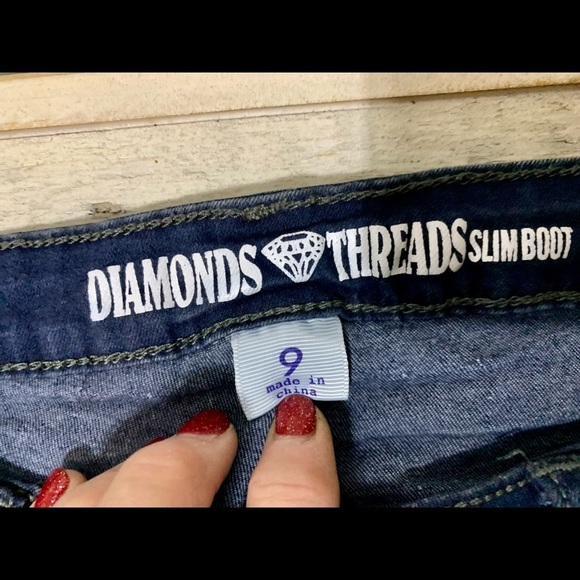 DIAMONDS THREADS SLIM BOOT
9
made in
china